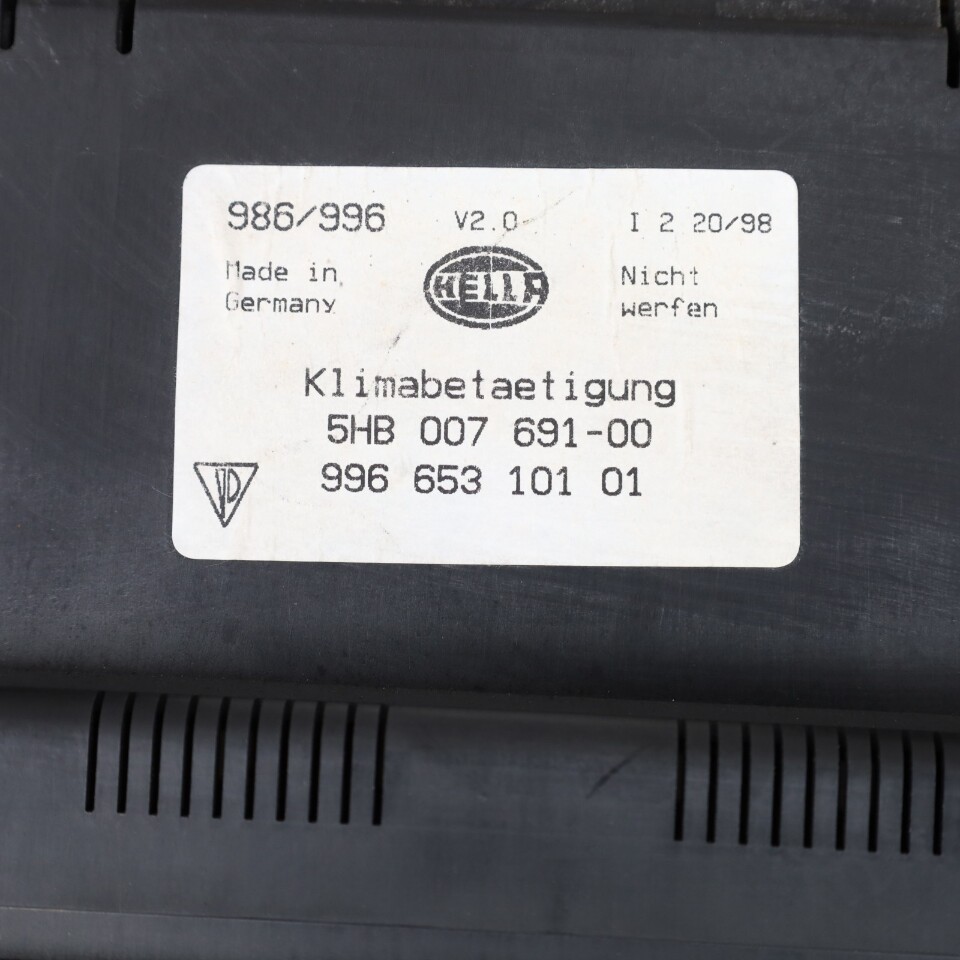 986/996 V2.0 I 2 20/98
Made in Nicht
Germany HELLA werfen
Klimabetaetigung
5HB 007 691-00
996 653 101 01